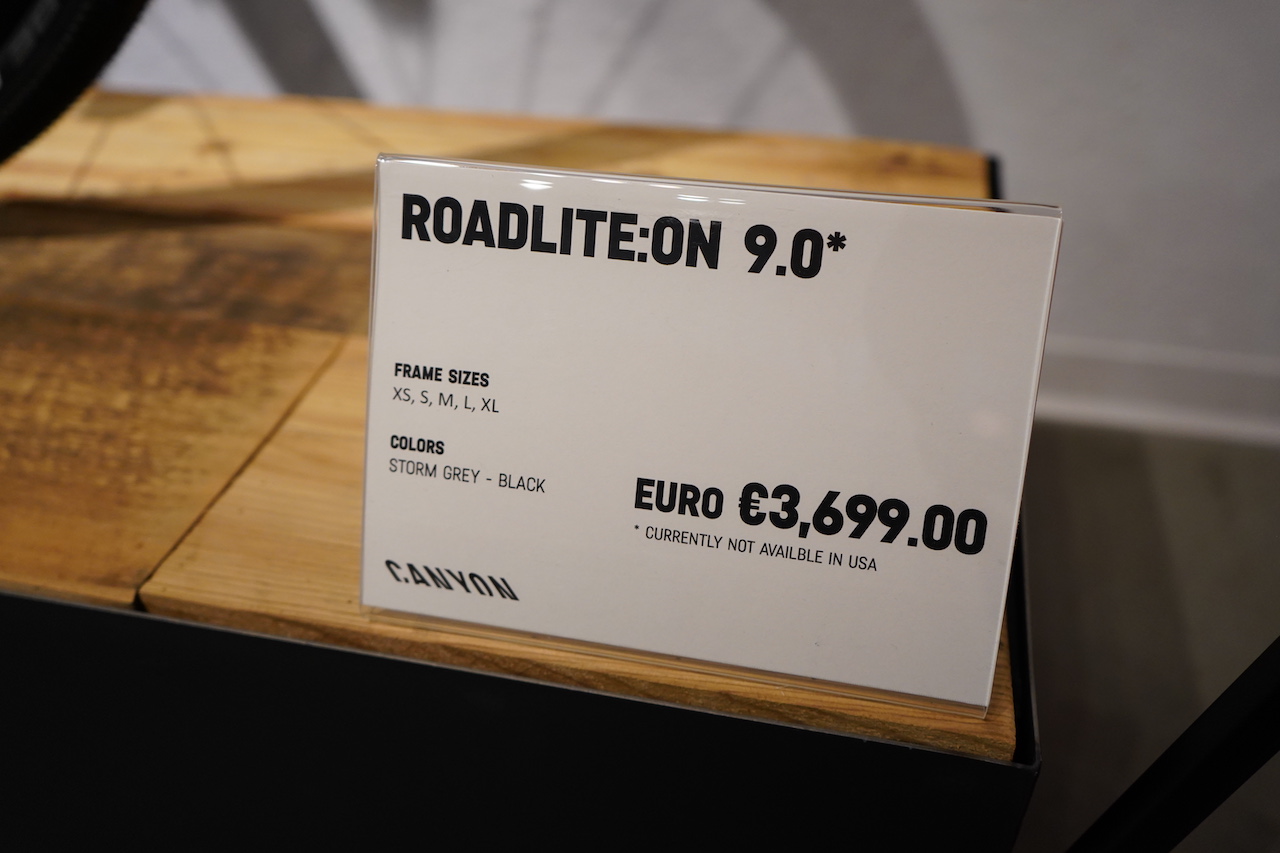 ROADLITE:ON 9.0*
FRAME SIZES
XS, S, M, L, XL
COLORS
STORM GREY - BLACK
EURO €3,699.00
* CURRENTLY NOT AVAILBLE IN USA
CANYON